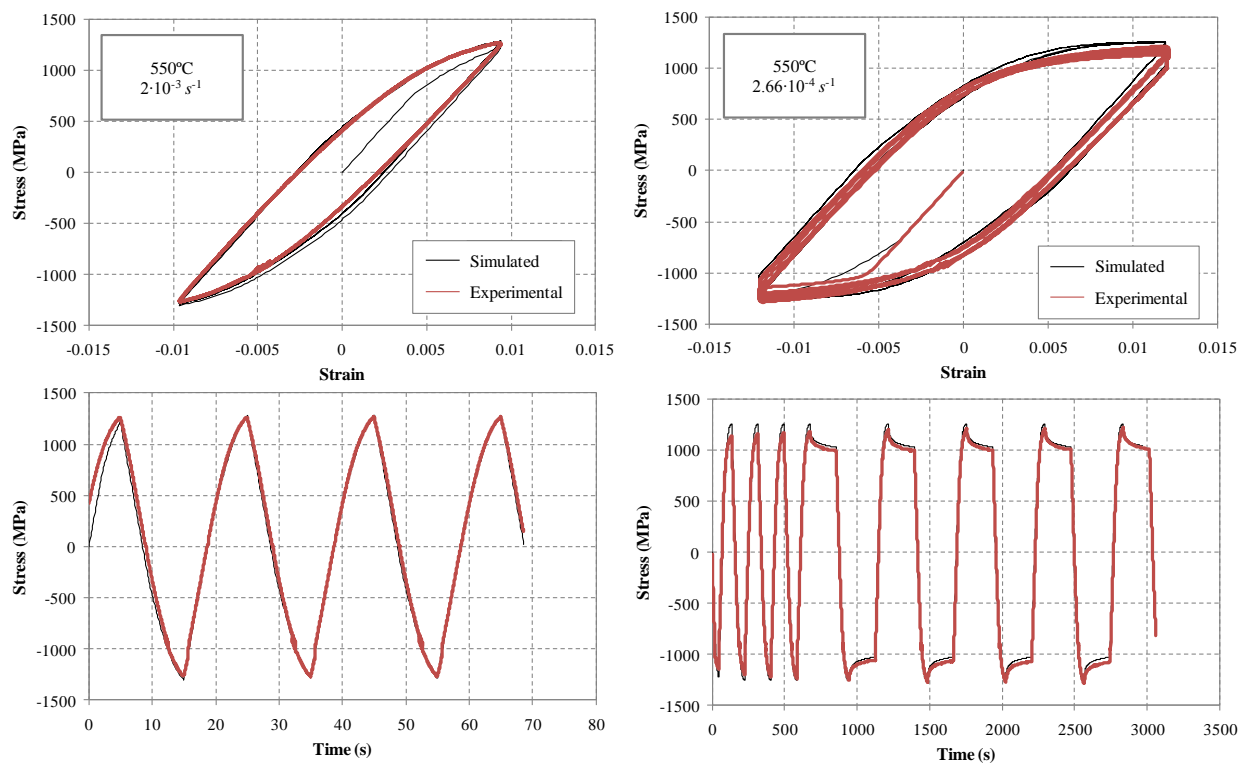 1500
1000
500
0
-500
-1000
-1500
Stress (MPa)
550ºC
2·10⁻³ s⁻¹
Simulated
Experimental
-0.015 -0.01 -0.005 0 0.005 0.01 0.015
Strain
1500
1000
500
0
-500
-1000
-1500
Stress (MPa)
550ºC
2.66·10⁻⁴ s⁻¹
Simulated
Experimental
-0.015 -0.01 -0.005 0 0.005 0.01 0.015
Strain
1500
1000
500
0
-500
-1000
-1500
Stress (MPa)
0 10 20 30 40 50 60 70 80
Time (s)
1500
1000
500
0
-500
-1000
-1500
Stress (MPa)
0 500 1000 1500 2000 2500 3000 3500
Time (s)